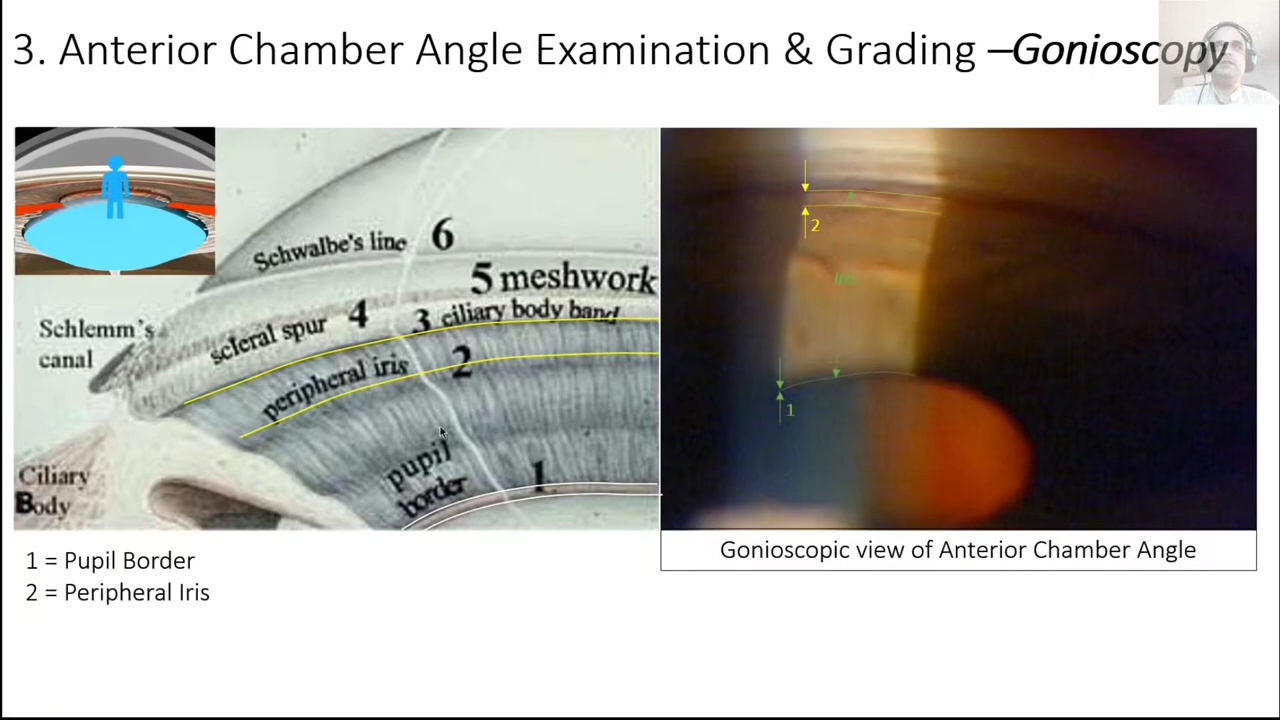 3. Anterior Chamber Angle Examination & Grading –Gonioscopy
Schwalbe's line 6
5 meshwork
Schlemm's
canal
scleral spur 4
3 ciliary body band
peripheral iris 2
pupil
border
1
Ciliary
Body
2
Iris
1
Gonioscopic view of Anterior Chamber Angle
1 = Pupil Border
2 = Peripheral Iris